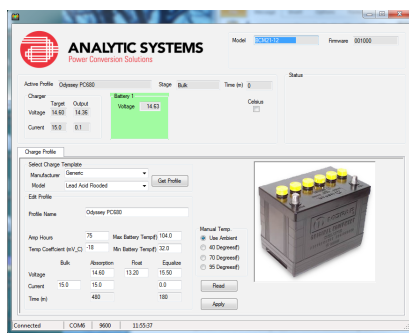 ANALYTIC SYSTEMS
Power Conversion Solutions
Model BCM21-12 Firmware 001000
Status
Active Profile Odyssey PC680 Stage Bulk Time (m) 0
Charger Battery 1
Target Output
Voltage 14.60 14.36 Voltage 14.63 Celsius
Current 15.0 0.1
Charge Profile
Select Charge Template
Manufacturer Generic
Model Lead Acid Flooded
Get Profile
Edit Profile
Profile Name Odyssey PC680
Amp Hours 75 Max Battery Temp(f) 104.0
Temp Coefficient (mV_C) -18 Min Battery Temp(f) 32.0
Bulk Absorption Float Equalize
Voltage 14.60 13.20 15.50
Current 15.0 15.0 0.0
Time (m) 480 180
Manual Temp.
Use Ambient
40 Degrees(f)
70 Degrees(f)
95 Degrees(f)
Read
Apply
Connected COM6 9600 11:55:37